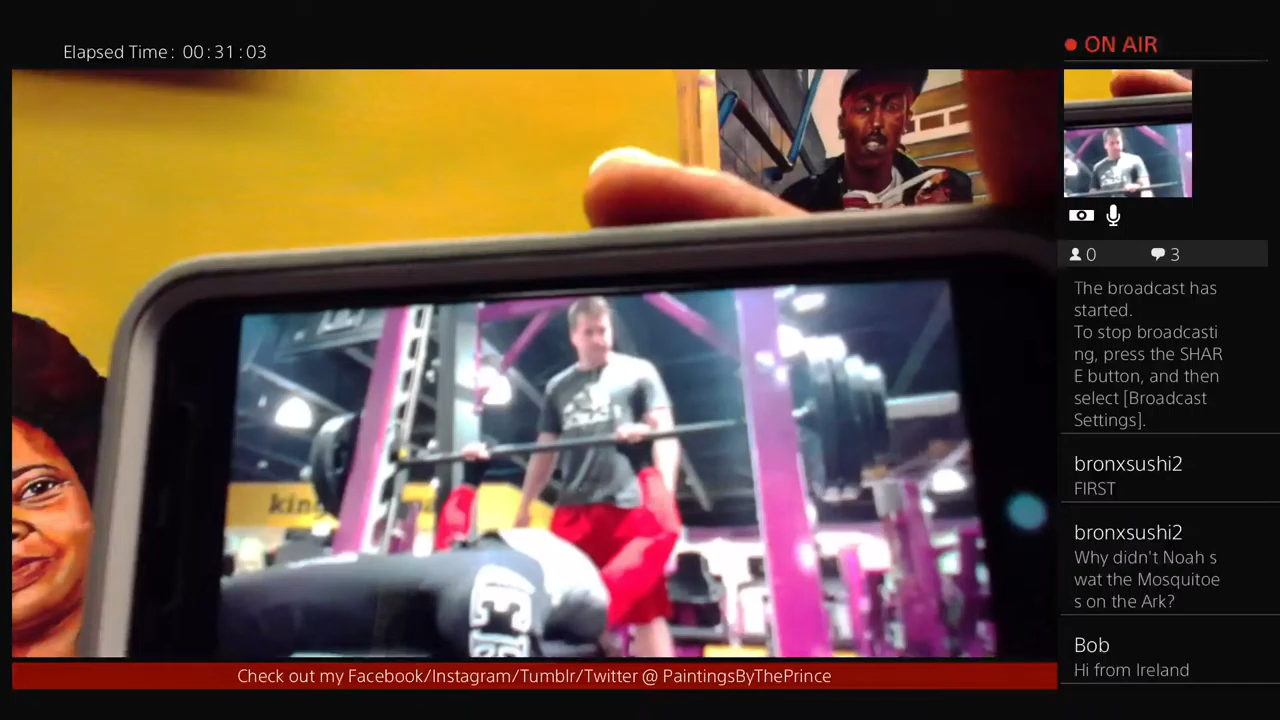 Elapsed Time: 00:31:03
ON AIR
0
3
The broadcast has
started.
To stop broadcasti
ng, press the SHAR
E button, and then
select [Broadcast
Settings].
bronxsushi2
FIRST
bronxsushi2
Why didn't Noah s
wat the Mosquitoe
s on the Ark?
Bob
Hi from Ireland
Check out my Facebook/Instagram/Tumblr/Twitter @ PaintingsByThePrince